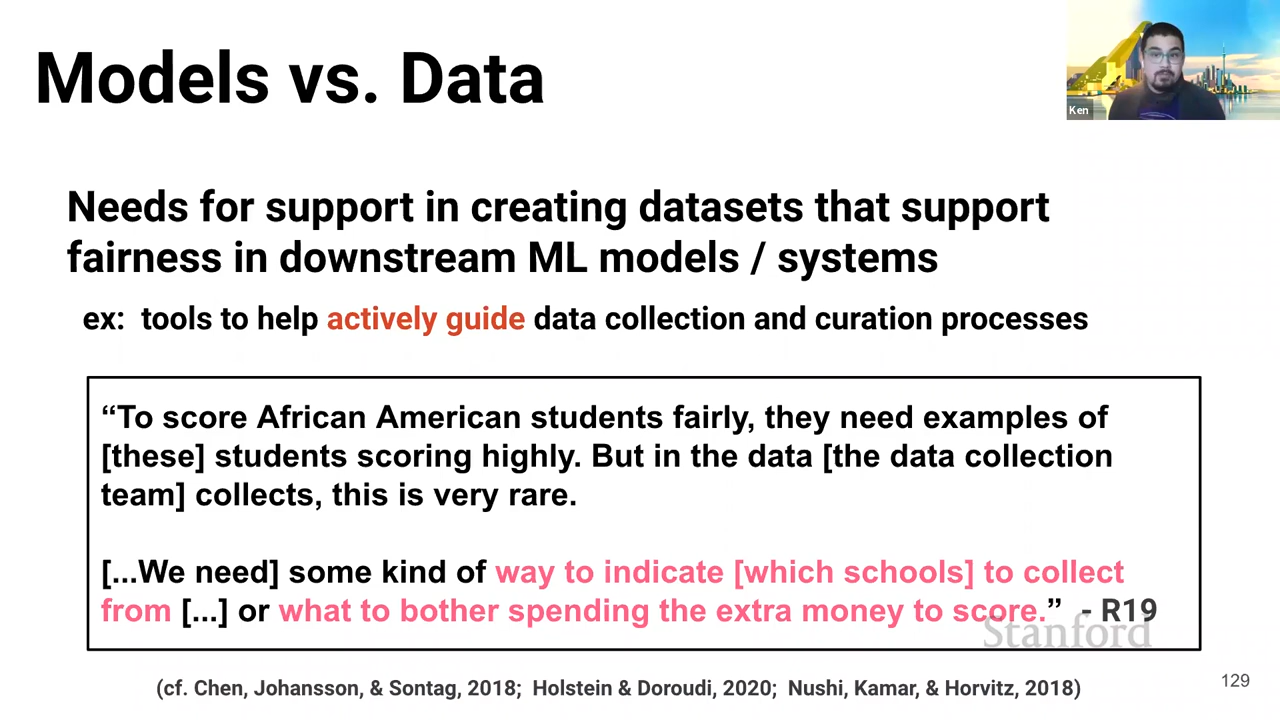 Models vs. Data
Ken
Needs for support in creating datasets that support
fairness in downstream ML models / systems
ex: tools to help actively guide data collection and curation processes
“To score African American students fairly, they need examples of
[these] students scoring highly. But in the data [the data collection
team] collects, this is very rare.
[...We need] some kind of way to indicate [which schools] to collect
from [...] or what to bother spending the extra money to score.” - R19
Stanford
(cf. Chen, Johansson, & Sontag, 2018; Holstein & Doroudi, 2020; Nushi, Kamar, & Horvitz, 2018)
129